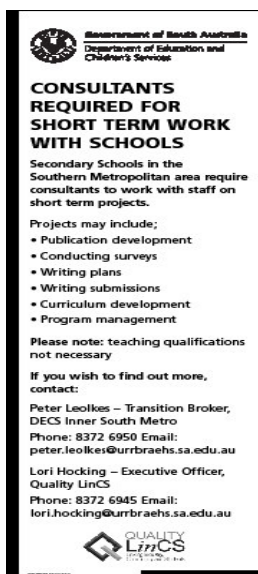 Government of South Australia
Department of Education and
Children's Services
CONSULTANTS
REQUIRED FOR
SHORT TERM WORK
WITH SCHOOLS
Secondary Schools in the
Southern Metropolitan area require
consultants to work with staff on
short term projects.
Projects may include;
• Publication development
• Conducting surveys
• Writing plans
• Writing submissions
• Curriculum development
• Program management
Please note: teaching qualifications
not necessary
If you wish to find out more,
contact:
Peter Leolkes – Transition Broker,
DECS Inner South Metro
Phone: 8372 6950 Email:
peter.leolkes@urrbraehs.sa.edu.au
Lori Hocking – Executive Officer,
Quality LinCS
Phone: 8372 6945 Email:
lori.hocking@urrbraehs.sa.edu.au
QUALITY
LinCS